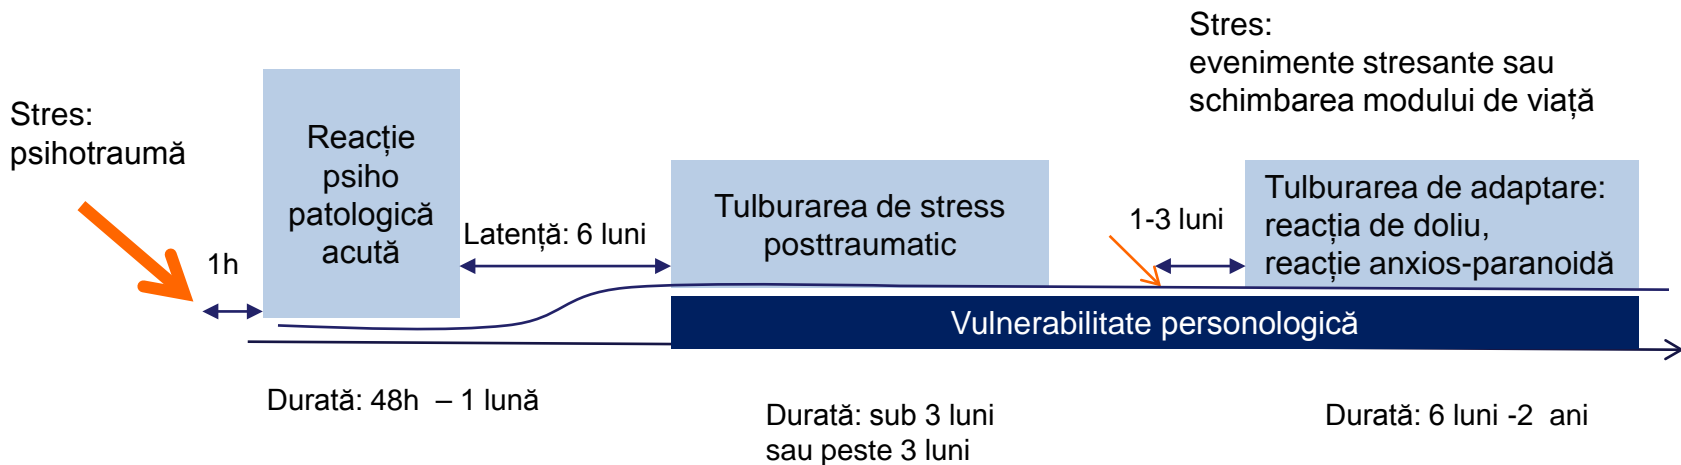 Stres:
psihotraumă
1h
Reacție
psiho
patologică
acută
Latență: 6 luni
Tulburarea de stress
posttraumatic
Stres:
evenimente stresante sau
schimbarea modului de viață
1-3 luni
Tulburarea de adaptare:
reacția de doliu,
reacție anxios-paranoidă
Vulnerabilitate personologică
Durată: 48h – 1 lună
Durată: sub 3 luni
sau peste 3 luni
Durată: 6 luni -2 ani